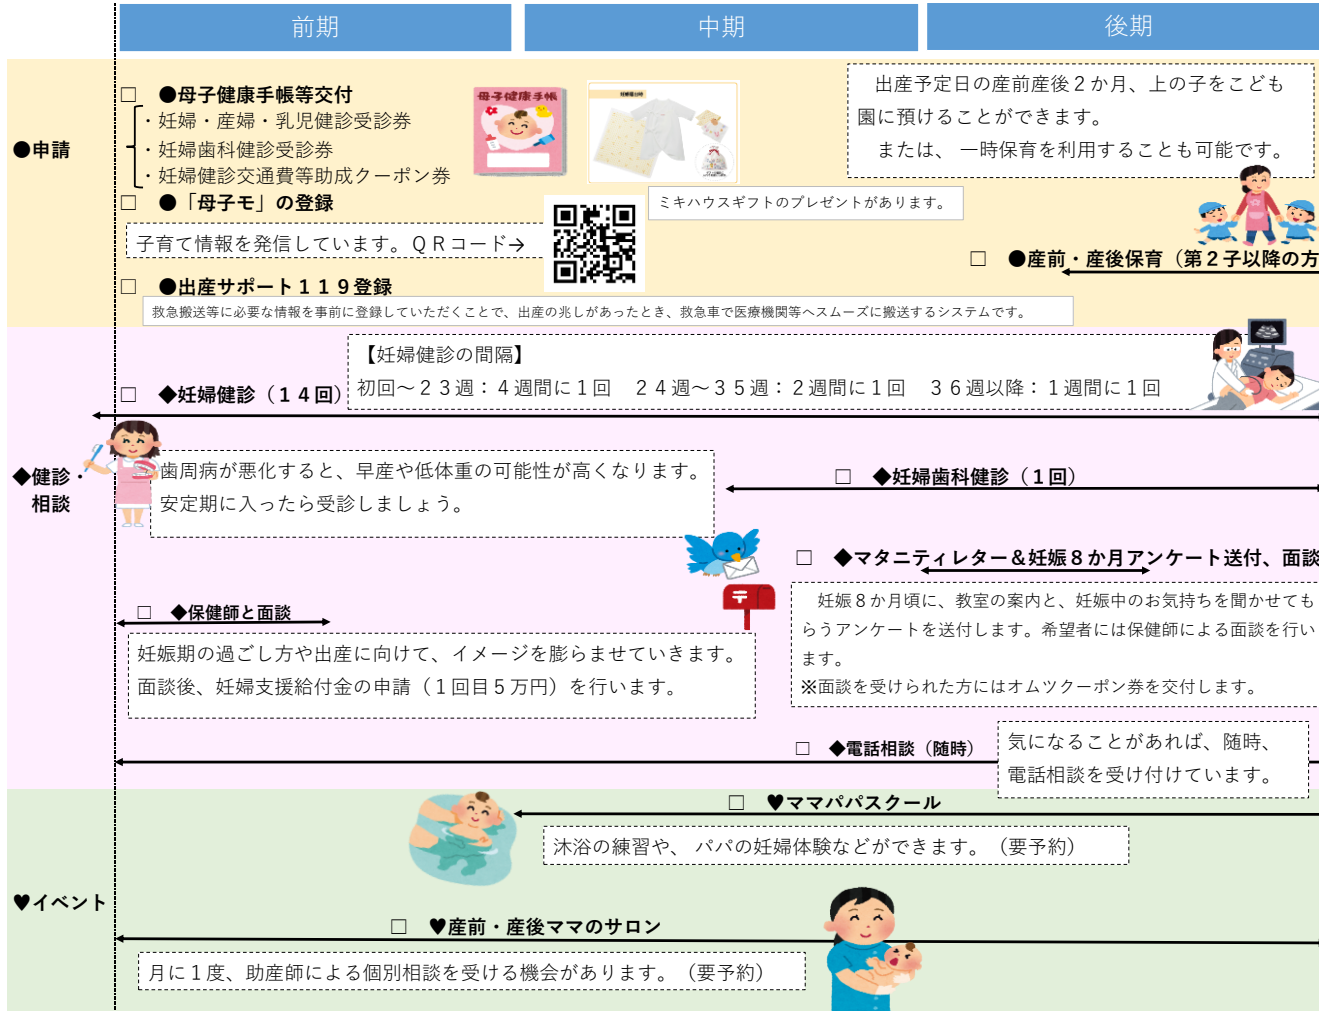 前期
中期
後期
●申請
□ ●母子健康手帳等交付
・妊婦・産婦・乳児健診受診券
・妊婦歯科健診受診券
・妊婦健診交通費等助成クーポン券
母子健康手帳
出産予定日の産前産後２か月、上の子をこども
園に預けることができます。
または、一時保育を利用することも可能です。
□ ●「母子モ」の登録
ミキハウスギフトのプレゼントがあります。
子育て情報を発信しています。ＱＲコード→
□ ●産前・産後保育（第２子以降の方
□ ●出産サポート１１９登録
救急搬送等に必要な情報を事前に登録していただくことで、出産の兆しがあったとき、救急車で医療機関等へスムーズに搬送するシステムです。
◆健診・
相談
□ ◆妊婦健診（１４回）
【妊婦健診の間隔】
初回～２３週：４週間に１回　２４週～３５週：２週間に１回　３６週以降：１週間に１回
歯周病が悪化すると、早産や低体重の可能性が高くなります。
安定期に入ったら受診しましょう。
□ ◆妊婦歯科健診（１回）
□ ◆マタニティレター＆妊娠８か月アンケート送付、面談
妊娠８か月頃に、教室の案内と、妊娠中のお気持ちを聞かせても
らうアンケートを送付します。希望者には保健師による面談を行い
ます。
※面談を受けられた方にはオムツクーポン券を交付します。
□ ◆保健師と面談
妊娠期の過ごし方や出産に向けて、イメージを膨らませていきます。
面談後、妊婦支援給付金の申請（１回目５万円）を行います。
□ ◆電話相談（随時）
気になることがあれば、随時、
電話相談を受け付けています。
♥イベント
□ ♥ママパパスクール
沐浴の練習や、パパの妊婦体験などができます。（要予約）
□ ♥産前・産後ママのサロン
月に１度、助産師による個別相談を受ける機会があります。（要予約）